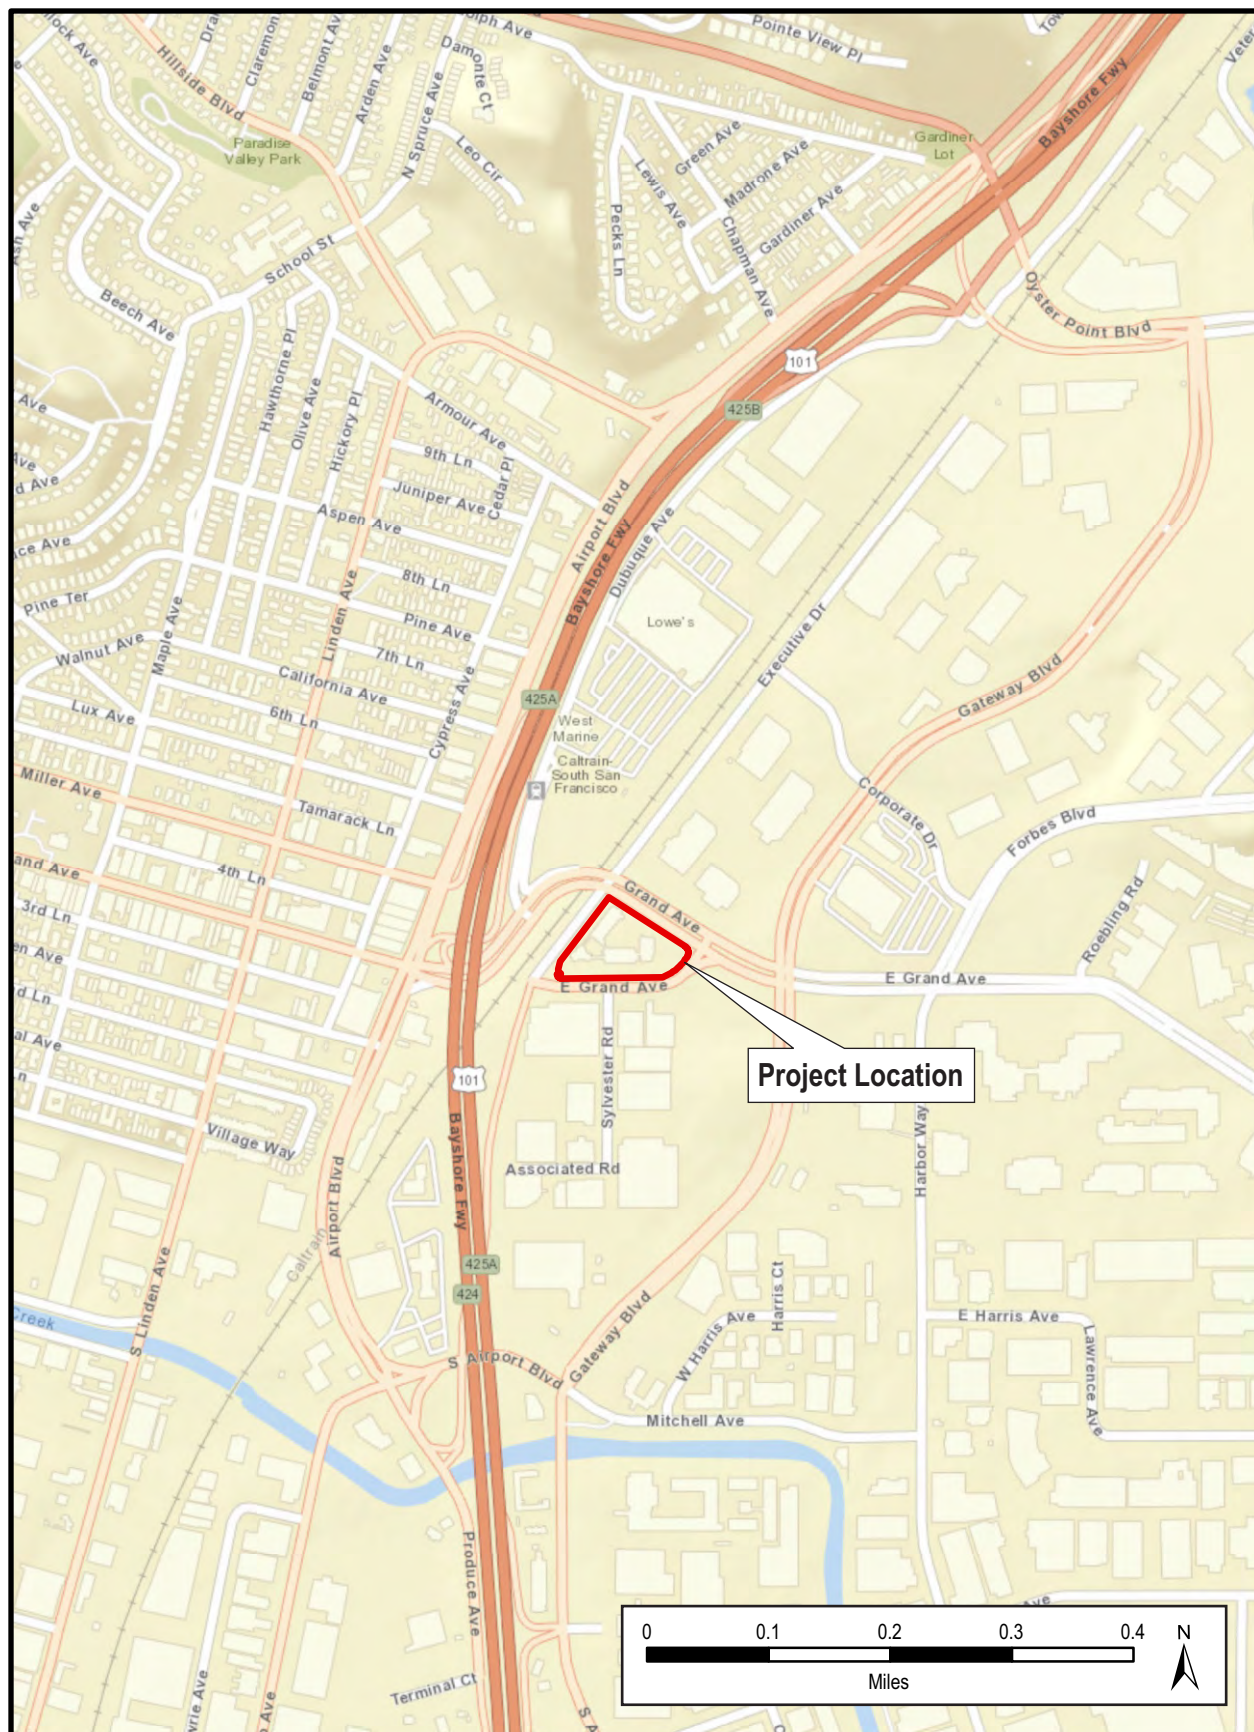 Pointe View Pl
Damonte Ct
Hillside Blvd
Belmont Ave
Arden Ave
N Spruce Ave
Leo Cir
Paradise
Valley Park
Bayshore Fwy
Gardiner
Lot
Green Ave
Lewis Ave
Madrone Ave
Gardiner Ave
Chapman Ave
Pecks Ln
School St
Ash Ave
Beech Ave
Oyster Point Blvd
101
425B
Hawthorne Pl
Olive Ave
Hickory Pl
Armour Ave
9th Ln
Juniper Ave
Cedar Pl
Aspen Ave
Airport Blvd
Bayshore Fwy
Dubuque Ave
8th Ln
Pine Ter
Pine Ave
Linden Ave
Maple Ave
Walnut Ave
7th Ln
California Ave
Lux Ave
6th Ln
Cypress Ave
Lowe's
Executive Dr
Gateway Blvd
425A
West
Marine
Caltrain-
South San
Francisco
Miller Ave
Tamarack Ln
Corporate Dr
Forbes Blvd
4th Ln
3rd Ln
Grand Ave
Roebling Rd
E Grand Ave
E Grand Ave
Sylvester Rd
Project Location
101
Village Way
Bayshore Fwy
Associated Rd
Harbor Way
Airport Blvd
Caltrain
S Linden Ave
425A
424
Creek
Gateway Blvd
Harris Ct
W Harris Ave
E Harris Ave
Lawrence Ave
S Airport Blvd
Mitchell Ave
Produce Ave
Terminal Ct
0 0.1 0.2 0.3 0.4
Miles
N